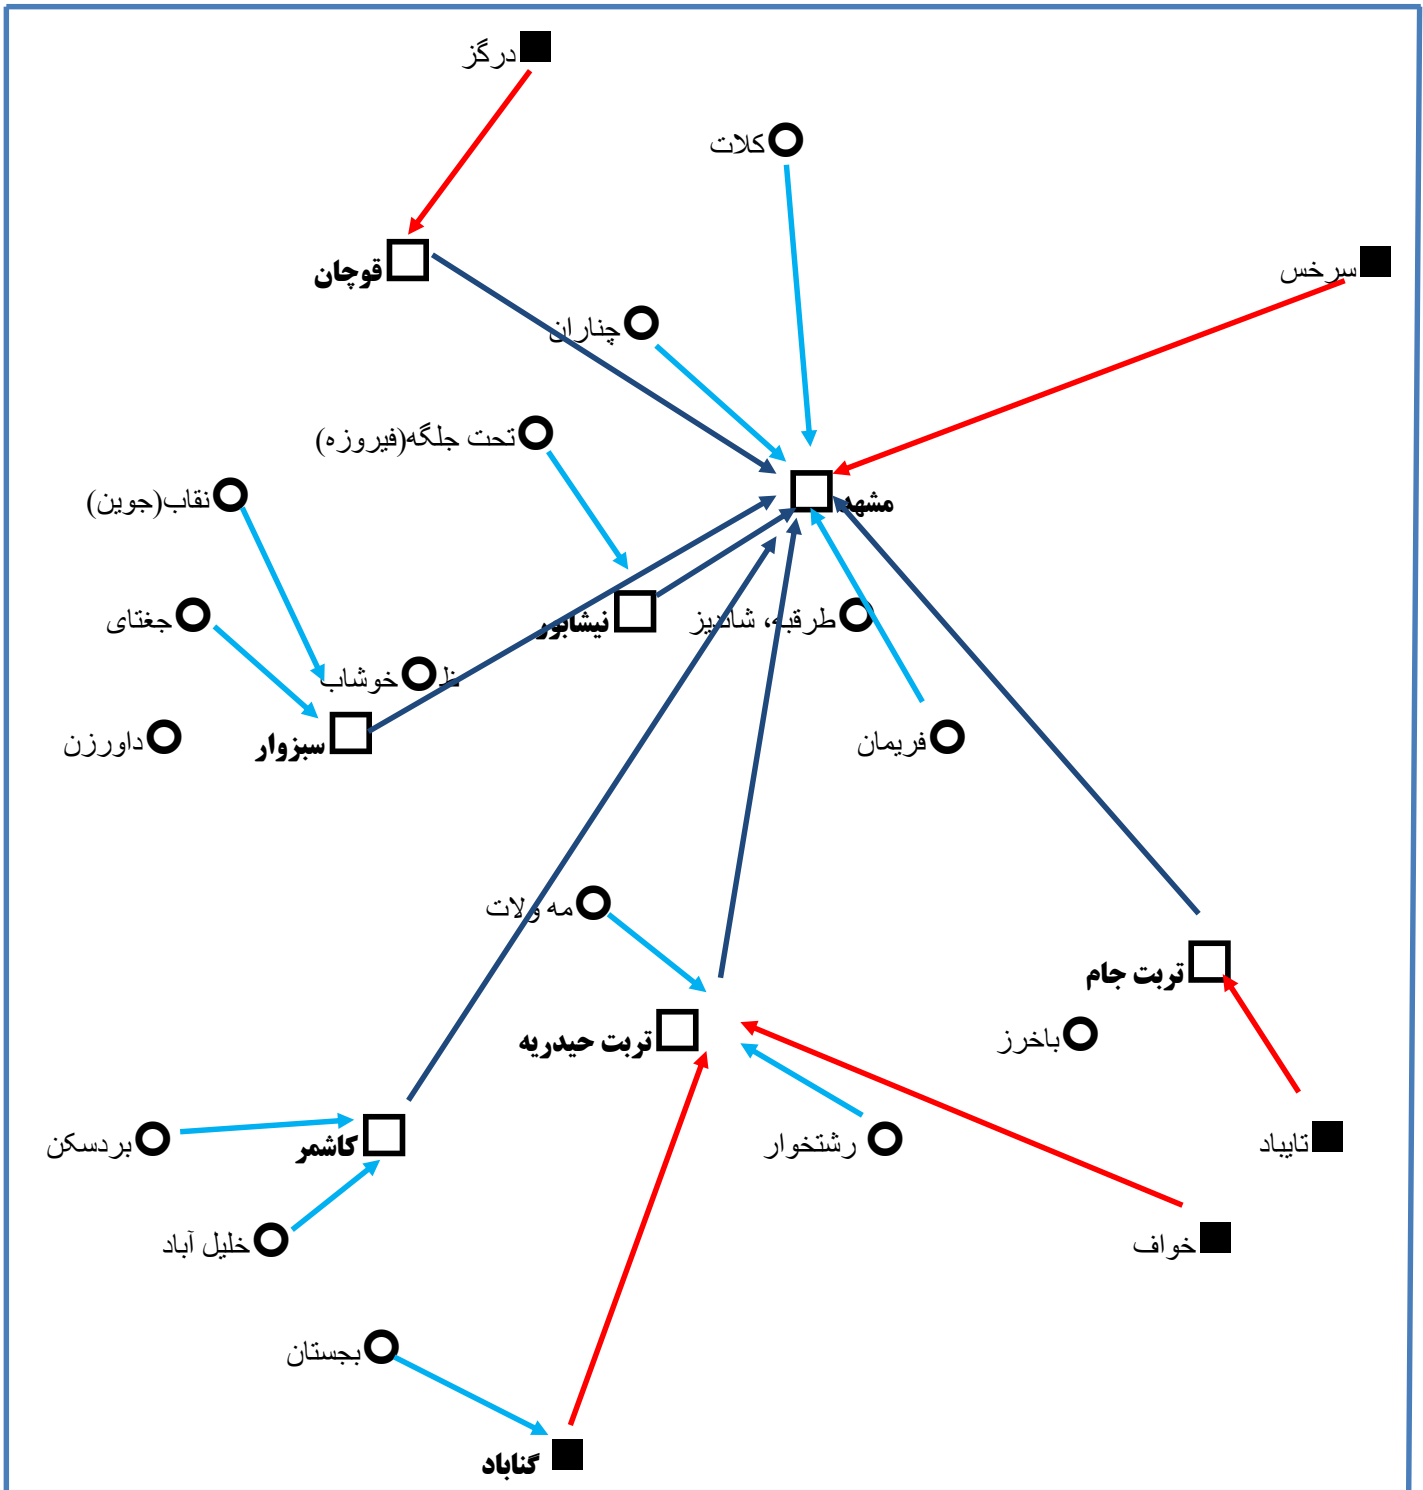 درگز
کلات
سرخس
قوچان
چناران
تحت جلگه(فیروزه)
نقاب(جوین)
مشهد
جغتای
نیشابور
طرقبه، شاندیز
خوشاب
داورزن
سبزوار
فریمان
مه ولات
تربت جام
تربت حیدریه
باخرز
بردسکن
کاشمر
رشتخوار
تایباد
خلیل آباد
خواف
بجستان
گناباد